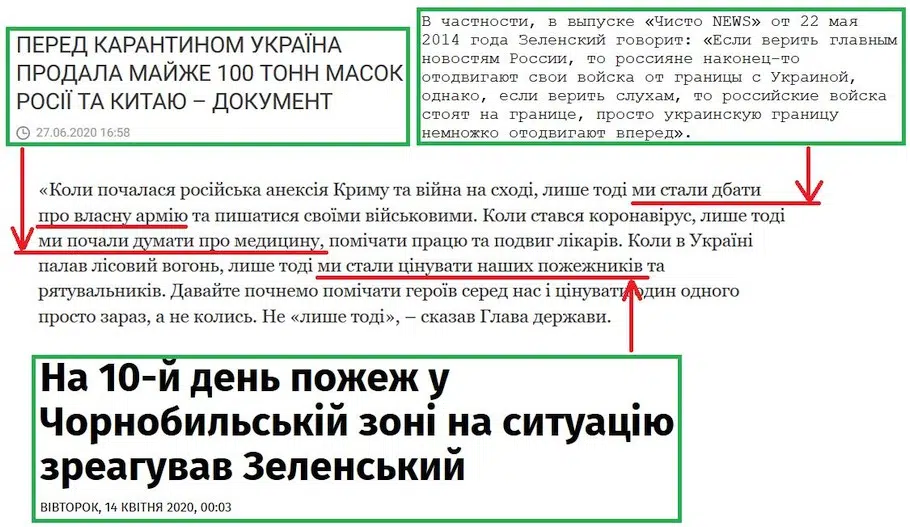 ПЕРЕД КАРАНТИНОМ УКРАЇНА
ПРОДАЛА МАЙЖЕ 100 ТОНН МАСОК
РОСІЇ ТА КИТАЮ – ДОКУМЕНТ
27.06.2020 16:58
В частности, в выпуске «Чисто NEWS» от 22 мая
2014 года Зеленский говорит: «Если верить главным
новостям России, то россияне наконец-то
отодвигают свои войска от границы с Украиной,
однако, если верить слухам, то российские войска
стоят на границе, просто украинскую границу
немножко отодвигают вперед».
«Коли почалася російська анексія Криму та війна на сході, лише тоді ми стали дбати
про власну армію та пишатися своїми військовими. Коли стався коронавірус, лише тоді
ми почали думати про медицину, помічати працю та подвиг лікарів. Коли в Україні
палав лісовий вогонь, лише тоді ми стали цінувати наших пожежників та
рятувальників. Давайте почнемо помічати героїв серед нас і цінувати один одного
просто зараз, а не колись. Не «лише тоді», – сказав Глава держави.
На 10-й день пожеж у
Чорнобильській зоні на ситуацію
зреагував Зеленський
ВІВТОРОК, 14 КВІТНЯ 2020, 00:03